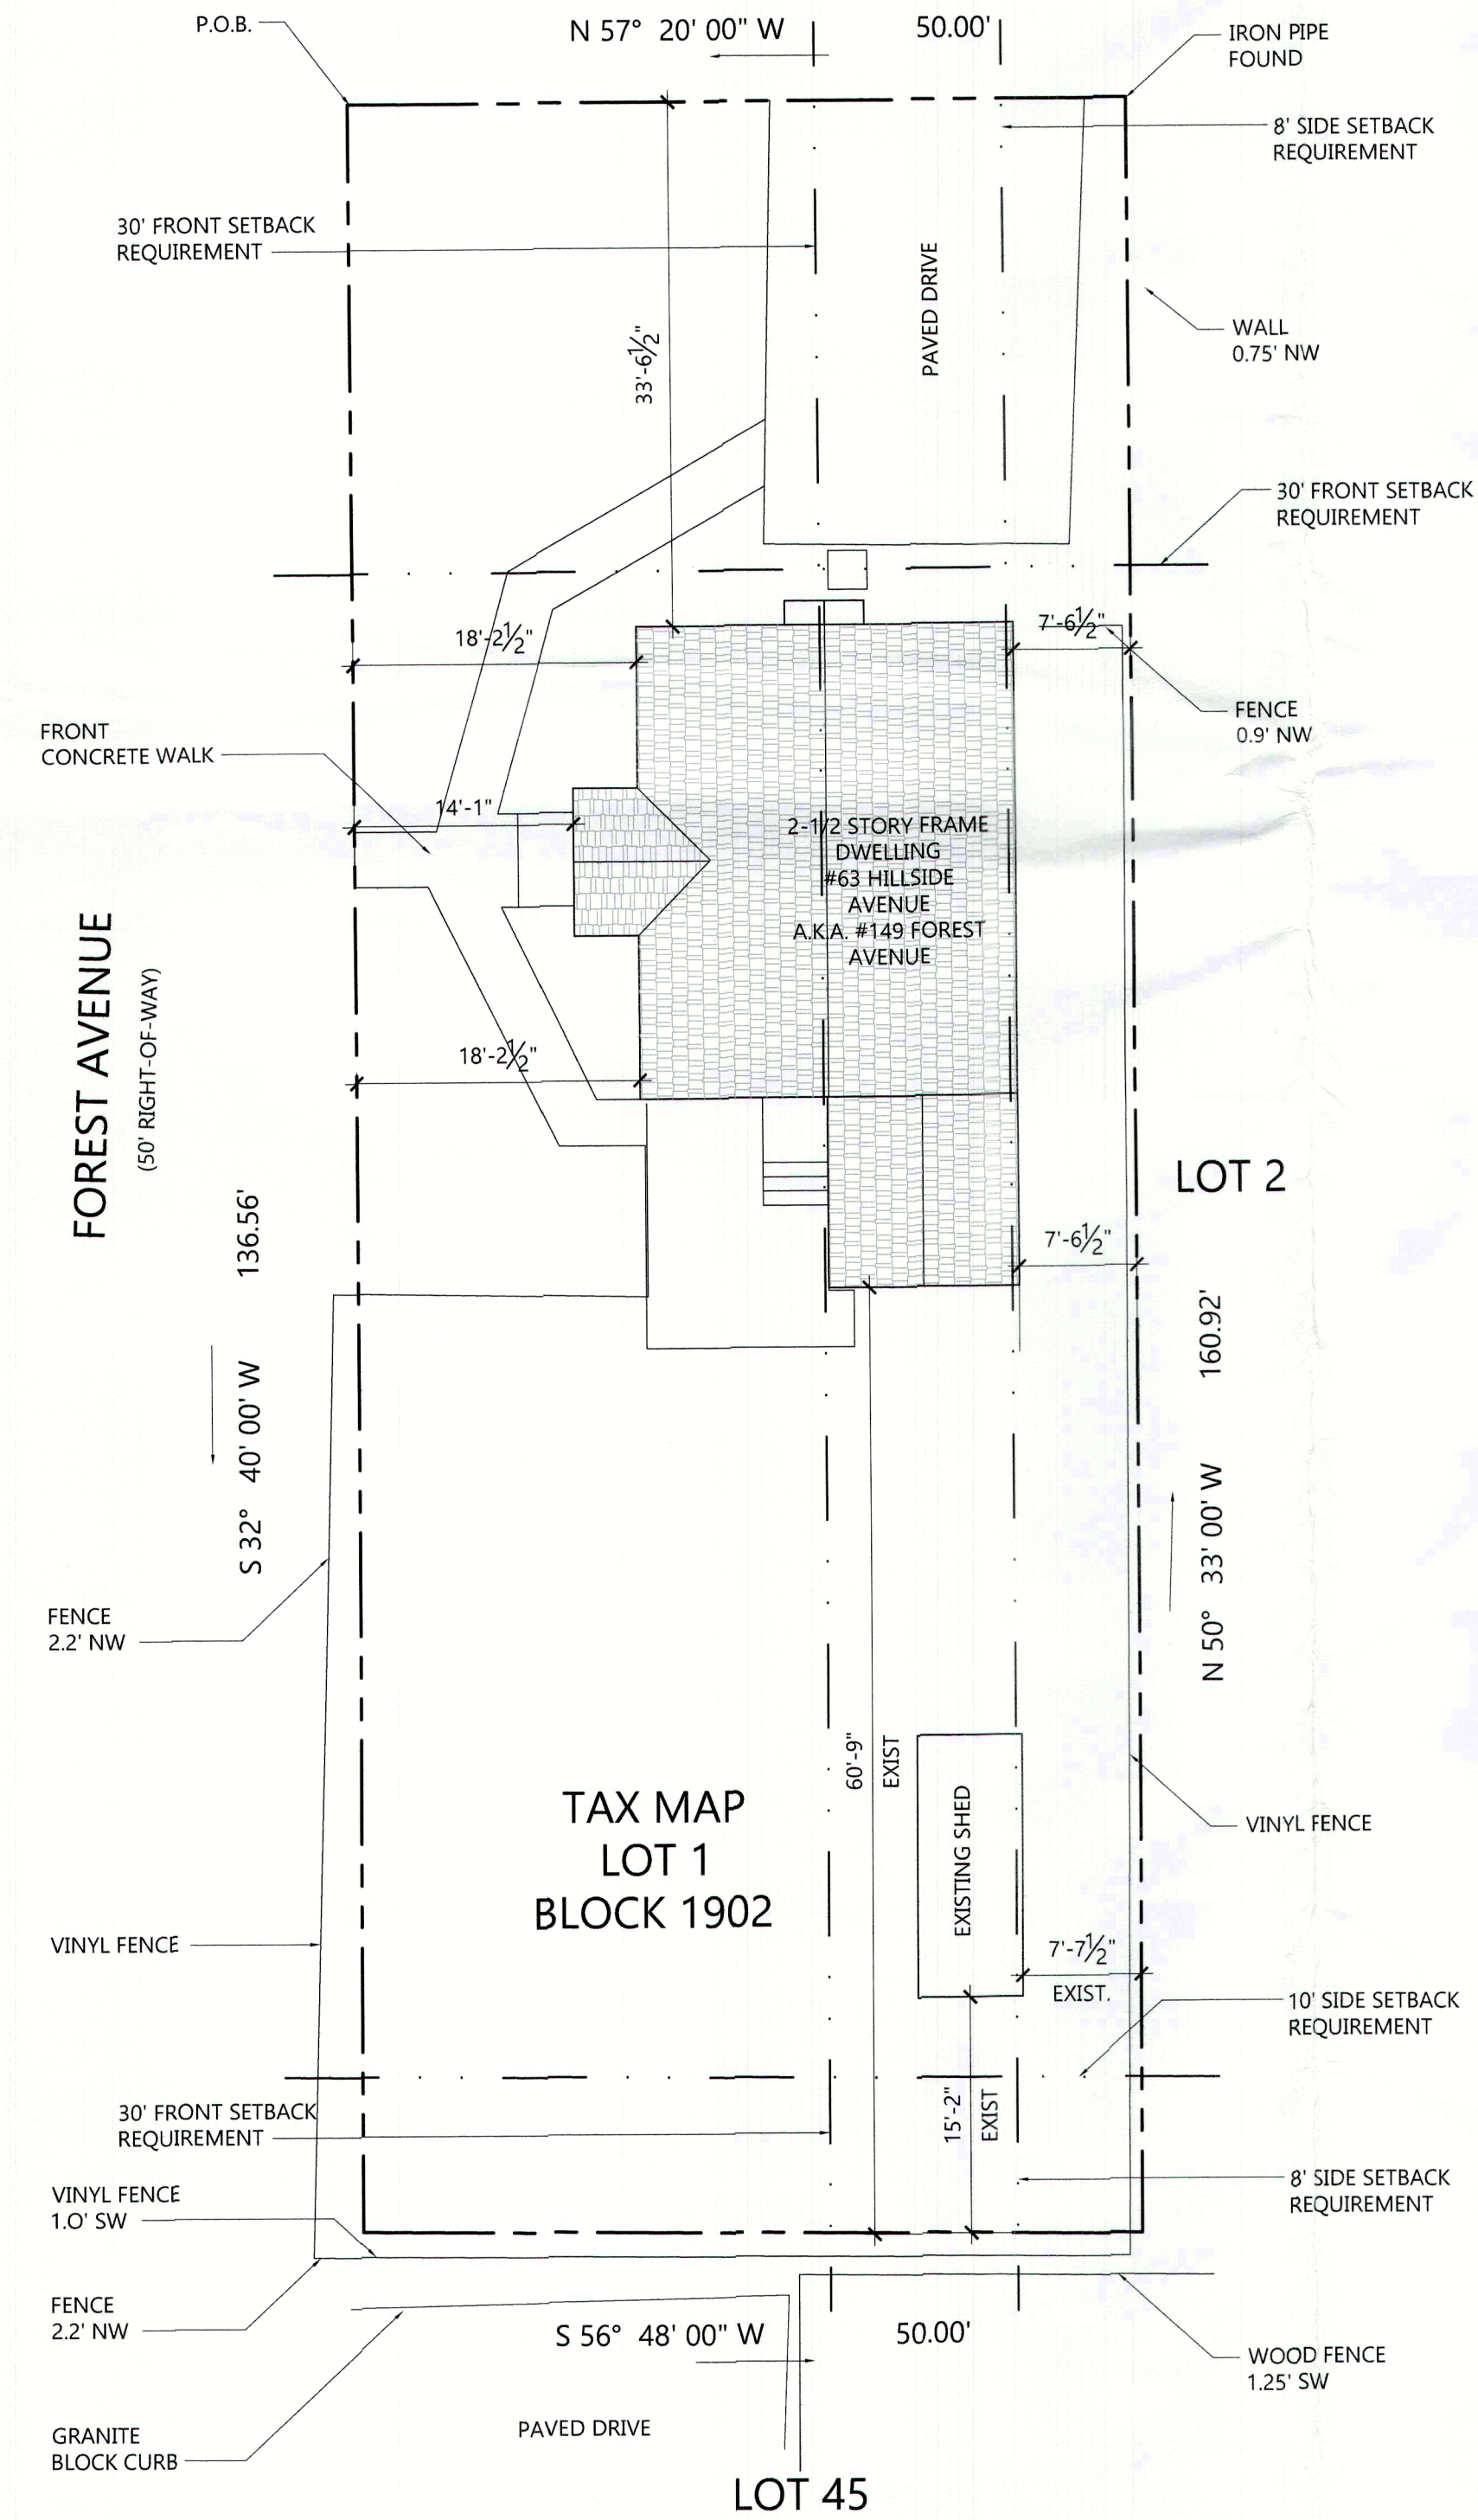 P.O.B.
N 57° 20' 00" W
50.00'
IRON PIPE
FOUND
8' SIDE SETBACK
REQUIREMENT
30' FRONT SETBACK
REQUIREMENT
PAVED DRIVE
WALL
0.75' NW
33'-6½"
30' FRONT SETBACK
REQUIREMENT
18'-2½"
7'-6½"
FENCE
0.9' NW
FRONT
CONCRETE WALK
14'-1"
2-1/2 STORY FRAME
DWELLING
#63 HILLSIDE
AVENUE
A.K.A. #149 FOREST
AVENUE
FOREST AVENUE
(50' RIGHT-OF-WAY)
18'-2½"
LOT 2
136.56'
S 32° 40' 00' W
7'-6½"
160.92'
N 50° 33' 00' W
FENCE
2.2' NW
60'-9"
EXIST
TAX MAP
LOT 1
BLOCK 1902
EXISTING SHED
VINYL FENCE
VINYL FENCE
7'-7½"
EXIST.
10' SIDE SETBACK
REQUIREMENT
30' FRONT SETBACK
REQUIREMENT
15'-2"
EXIST
8' SIDE SETBACK
REQUIREMENT
VINYL FENCE
1.0' SW
FENCE
2.2' NW
S 56° 48' 00" W
50.00'
WOOD FENCE
1.25' SW
GRANITE
BLOCK CURB
PAVED DRIVE
LOT 45